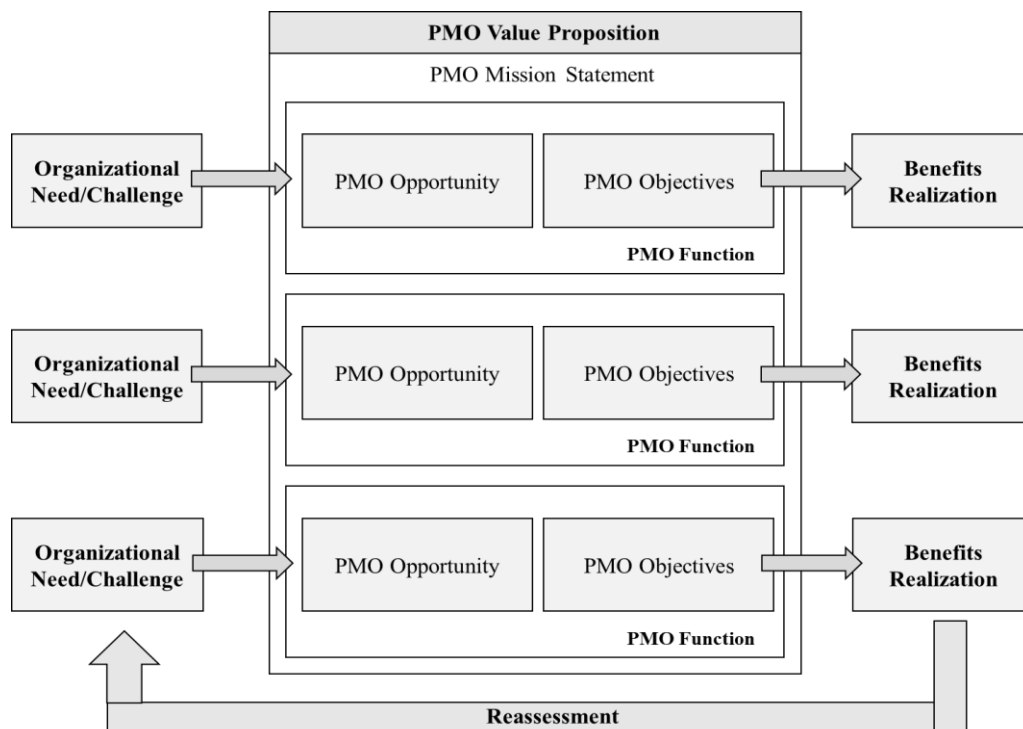 PMO Value Proposition
PMO Mission Statement
Organizational
Need/Challenge
PMO Opportunity
PMO Objectives
PMO Function
Benefits
Realization
Organizational
Need/Challenge
PMO Opportunity
PMO Objectives
PMO Function
Benefits
Realization
Organizational
Need/Challenge
PMO Opportunity
PMO Objectives
PMO Function
Benefits
Realization
Reassessment